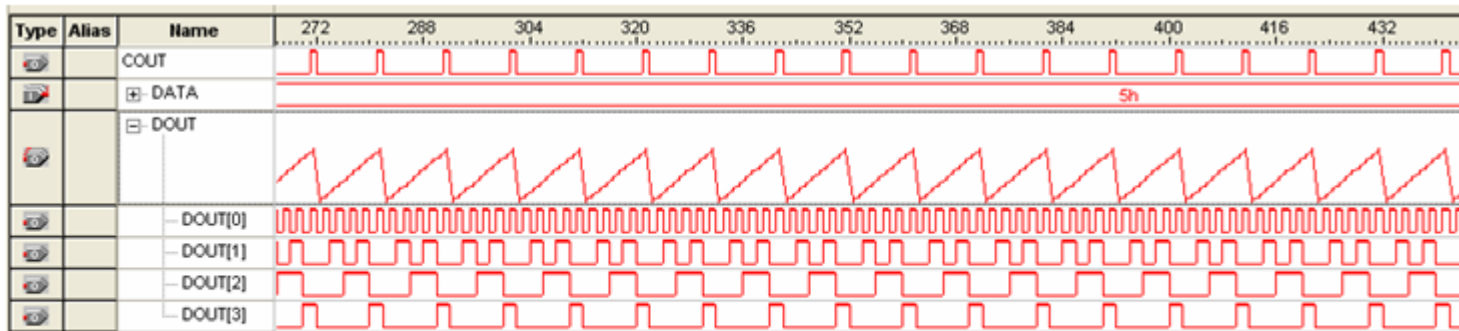 Type Alias Name 272 288 304 320 336 352 368 384 400 416 432
COUT
DATA 5h
DOUT
DOUT[0]
DOUT[1]
DOUT[2]
DOUT[3]